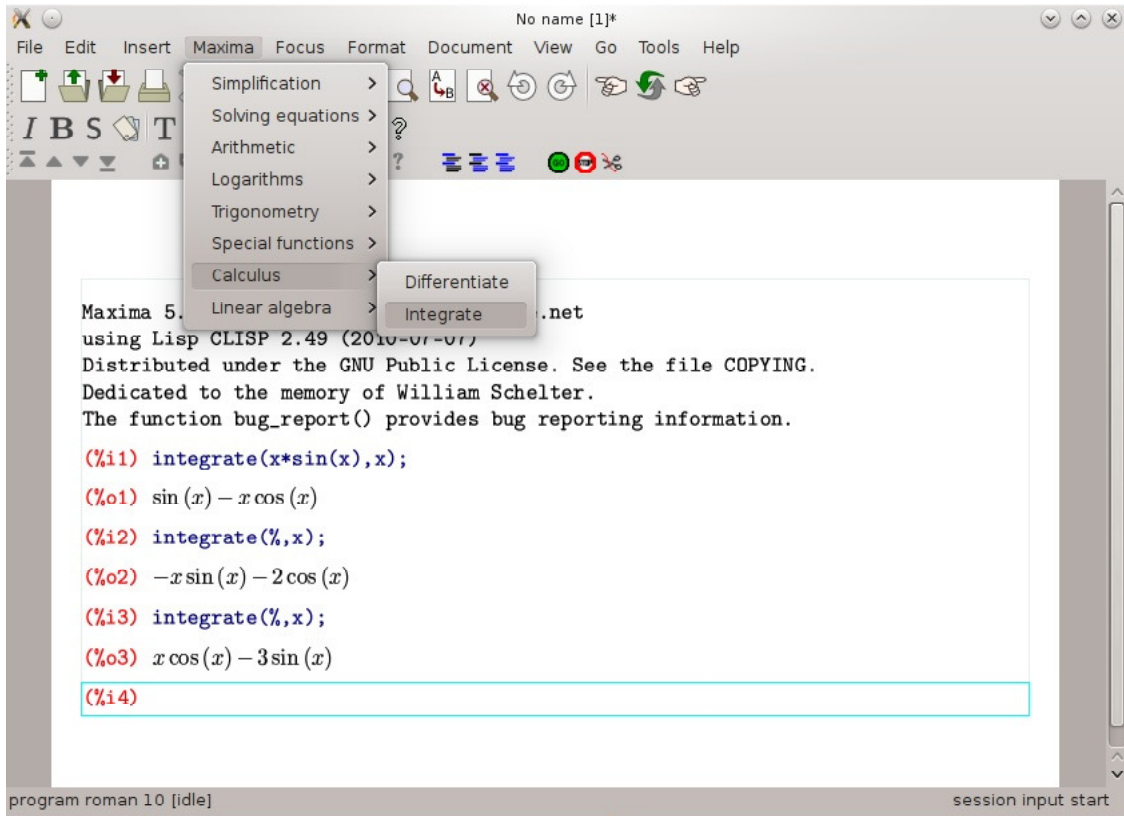 No name [1]*
File Edit Insert Maxima Focus Format Document View Go Tools Help
Simplification
Solving equations
Arithmetic
Logarithms
Trigonometry
Special functions
Calculus
Linear algebra
Differentiate
Integrate
I B S T ?
Maxima 5. .net
using Lisp CLISP 2.49 (2010-07-07)
Distributed under the GNU Public License. See the file COPYING.
Dedicated to the memory of William Schelter.
The function bug_report() provides bug reporting information.
(%i1) integrate(x*sin(x),x);
(%o1) sin (x) − x cos (x)
(%i2) integrate(%,x);
(%o2) −x sin (x) − 2 cos (x)
(%i3) integrate(%,x);
(%o3) x cos (x) − 3 sin (x)
(%i4)
program roman 10 [idle] session input start